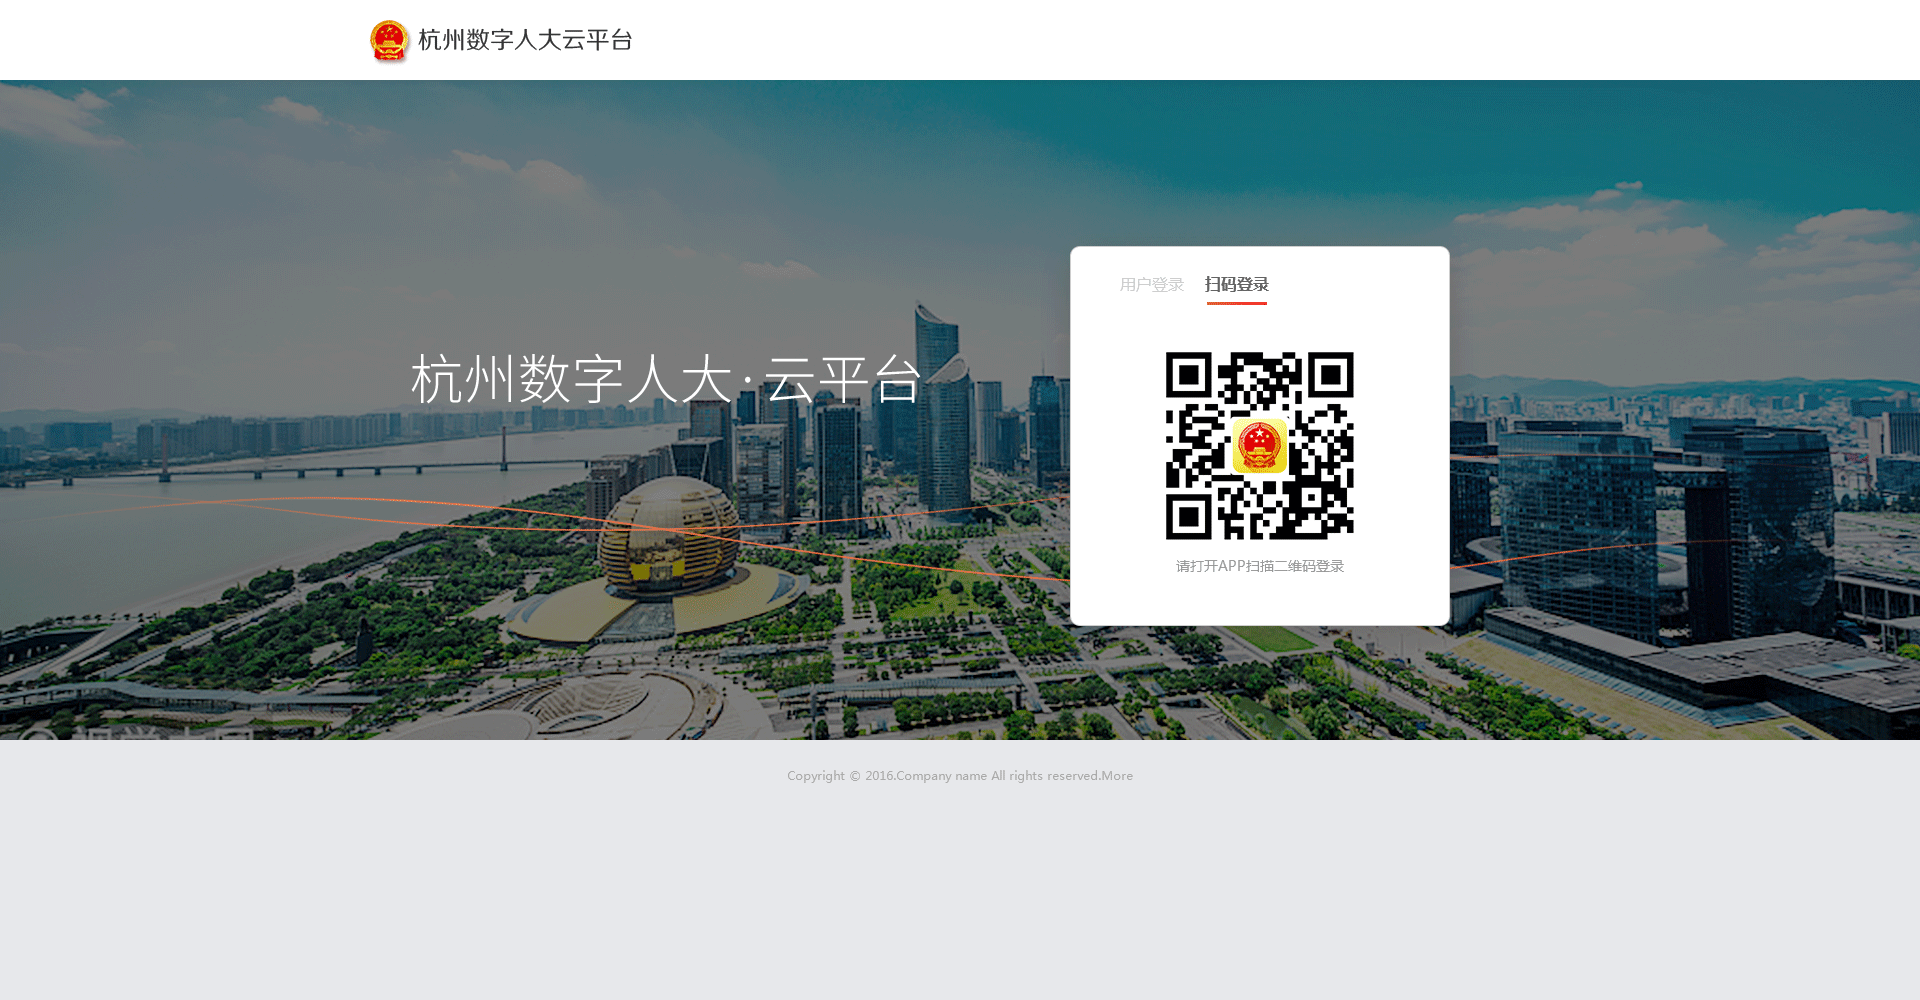 杭州数字人大云平台
用户登录 扫码登录
杭州数字人大·云平台
请打开APP扫描二维码登录
Copyright © 2016.Company name All rights reserved.More